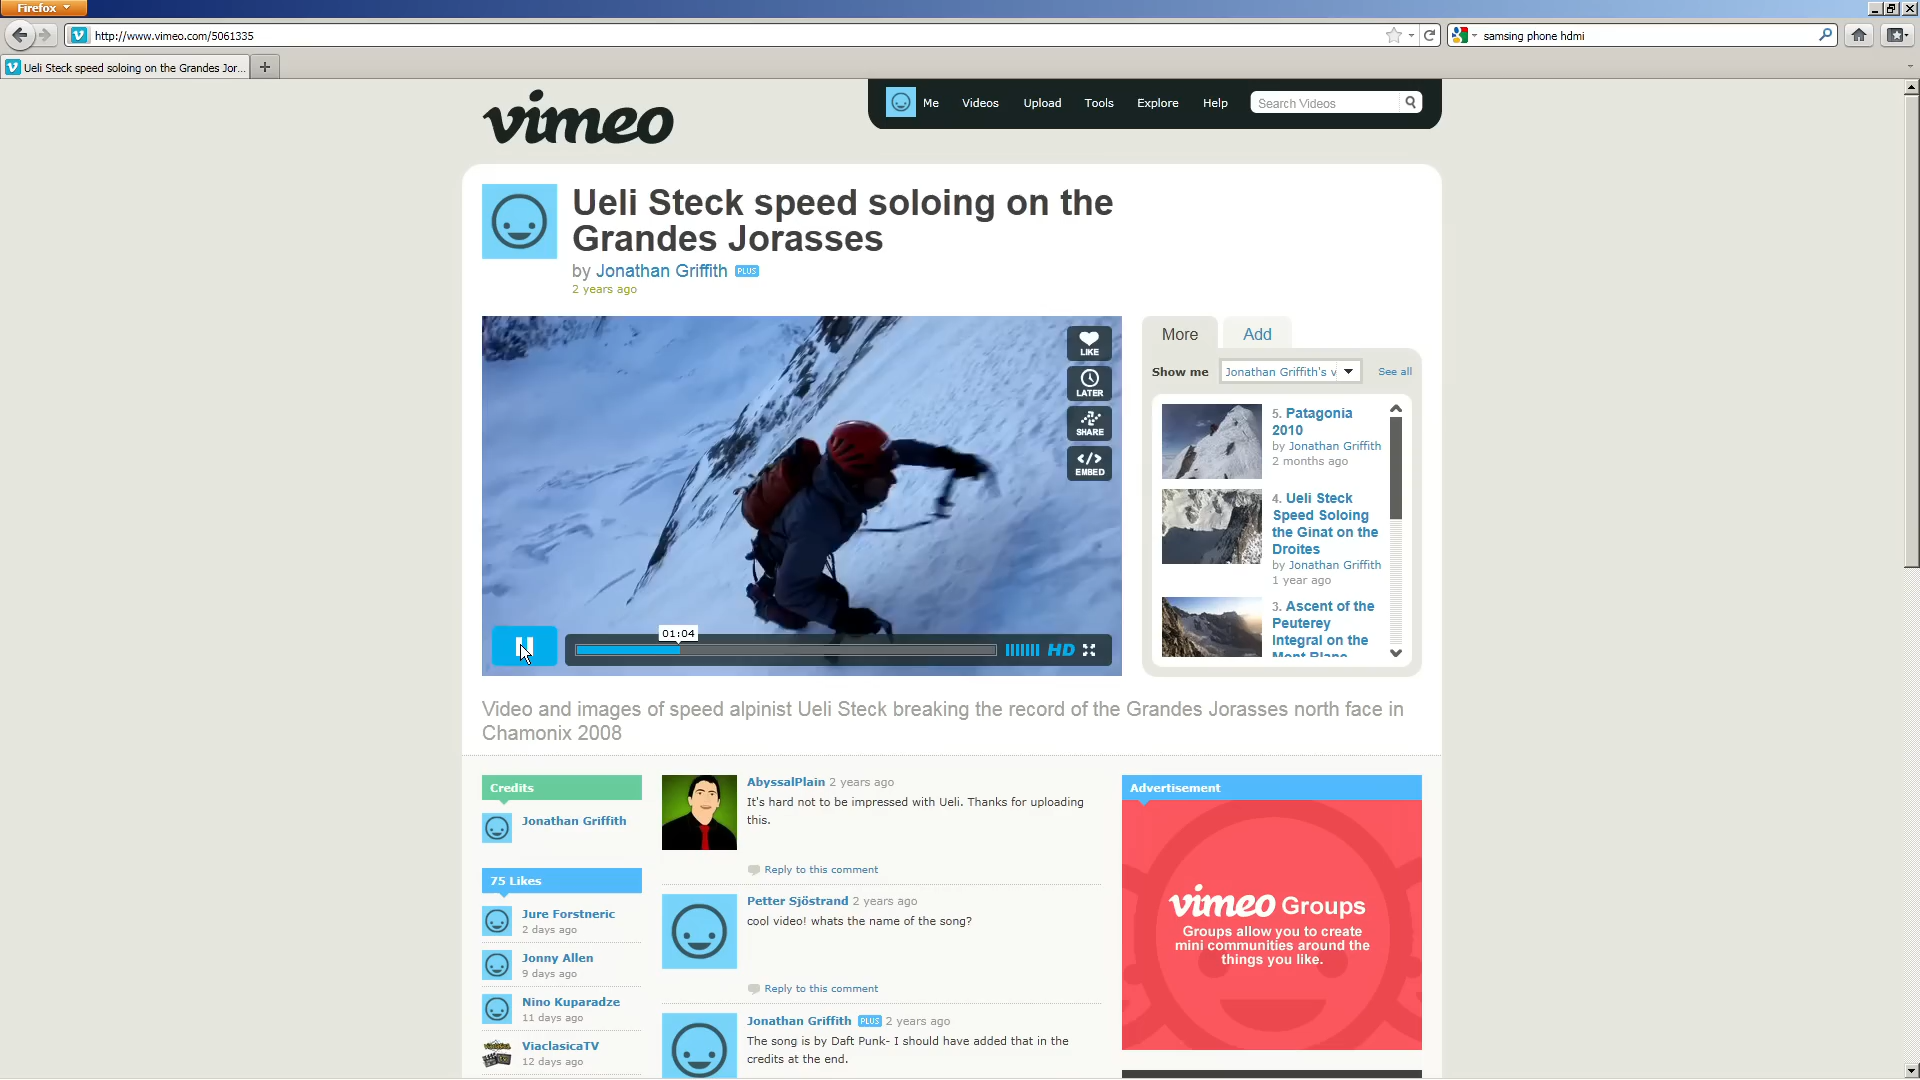 Firefox
http://www.vimeo.com/5061335
samsing phone hdmi
Ueli Steck speed soloing on the Grandes Jor...
vimeo
Me Videos Upload Tools Explore Help Search Videos
Ueli Steck speed soloing on the
Grandes Jorasses
by Jonathan Griffith PLUS
2 years ago
LIKE
LATER
SHARE
EMBED
01:04
HD
More Add
Show me Jonathan Griffith's v See all
5. Patagonia
2010
by Jonathan Griffith
2 months ago
4. Ueli Steck
Speed Soloing
the Ginat on the
Droites
by Jonathan Griffith
1 year ago
3. Ascent of the
Peuterey
Integral on the
Mont Blanc
Video and images of speed alpinist Ueli Steck breaking the record of the Grandes Jorasses north face in
Chamonix 2008
Credits
Jonathan Griffith
75 Likes
Jure Forstneric
2 days ago
Jonny Allen
9 days ago
Nino Kuparadze
11 days ago
ViaclasicaTV
12 days ago
AbyssalPlain 2 years ago
It's hard not to be impressed with Ueli. Thanks for uploading
this.
Reply to this comment
Petter Sjöstrand 2 years ago
cool video! whats the name of the song?
Reply to this comment
Jonathan Griffith PLUS 2 years ago
The song is by Daft Punk- I should have added that in the
credits at the end.
Advertisement
vimeo Groups
Groups allow you to create
mini communities around the
things you like.